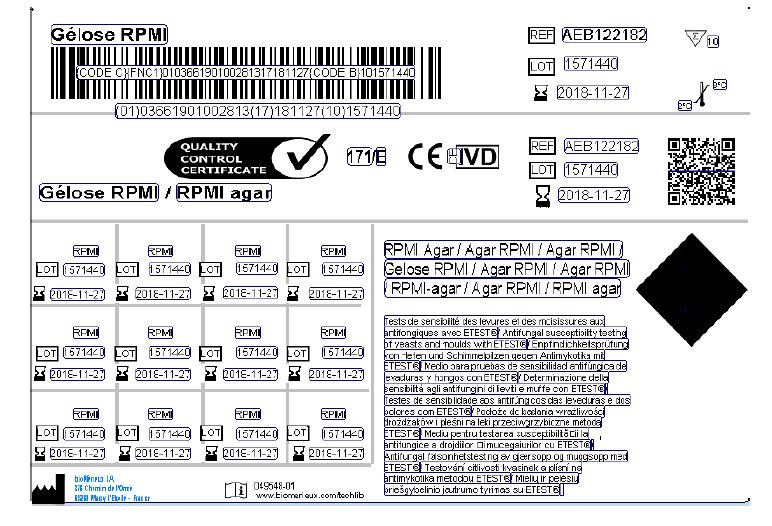 Gélose RPMI
REF AEB122182
10
(CODE C)(FNC1)010366190100281317181127(CODE B)101571440
LOT 1571440
2018-11-27
8°C
2°C
(01)03661901002813(17)181127(10)1571440
QUALITY
CONTROL
CERTIFICATE
171/E
CE
IVD
REF AEB122182
LOT 1571440
2018-11-27
Gélose RPMI / RPMI agar
RPMI RPMI RPMI RPMI
LOT 1571440 LOT 1571440 LOT 1571440 LOT 1571440
2018-11-27 2018-11-27 2018-11-27 2018-11-27
RPMI RPMI RPMI RPMI
LOT 1571440 LOT 1571440 LOT 1571440 LOT 1571440
2018-11-27 2018-11-27 2018-11-27 2018-11-27
RPMI RPMI RPMI RPMI
LOT 1571440 LOT 1571440 LOT 1571440 LOT 1571440
2018-11-27 2018-11-27 2018-11-27 2018-11-27
RPMI Agar / Agar RPMI / Agar RPMI /
Gelose RPMI / Agar RPMI / Agar RPMI
/ RPMI-agar / Agar RPMI / RPMI agar
Tests de sensibilité des levures et des moisissures aux
antifongiques avec ETEST®/ Antifungal susceptibility testing
of yeasts and moulds with ETEST®/ Empfindlichkeitsprüfung
von Hefen und Schimmelpilzen gegen Antimykotika mit
ETEST®/ Medio para pruebas de sensibilidad antifúngica de
levaduras y hongos con ETEST®/ Determinazione della
sensibilità agli antifungini di lieviti e muffe con ETEST®/
Testes de sensibilidade aos antifúngicos das leveduras e dos
bolores com ETEST®/ Podłoże do badania wrażliwości
drożdżaków i pleśni na leki przeciwgrzybiczne metodą
ETEST®/ Mediu pentru testarea susceptibilităţii la
antifungice a drojdiilor şi mucegaiurilor cu ETEST®/
Antifungal følsomhetstesting av gjærsopp og muggsopp med
ETEST®/ Testování citlivosti kvasinek a plísní na
antimykotika metodou ETEST®/ Mielių ir pelėsių
priešgrybelinio jautrumo tyrimas su ETEST®/
bioMérieux SA
376 Chemin de l'Orme
69280 Marcy l'Etoile - France
049548-01
www.biomerieux.com/techlib